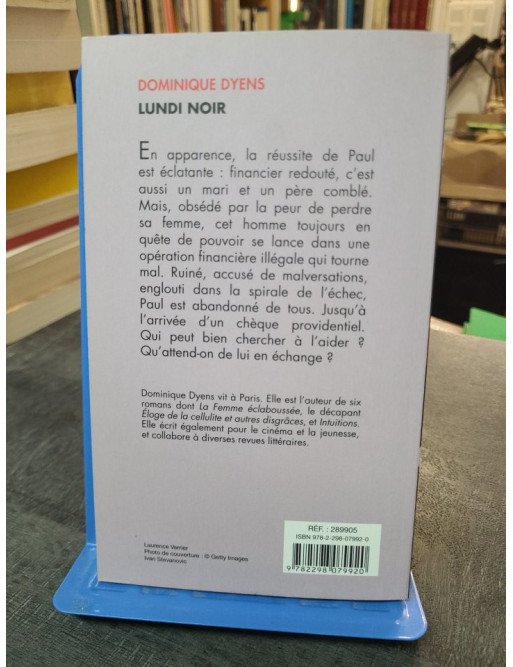 DOMINIQUE DYENS
LUNDI NOIR
En apparence, la réussite de Paul
est éclatante : financier redouté, c'est
aussi un mari et un père comblé.
Mais, obsédé par la peur de perdre
sa femme, cet homme toujours en
quête de pouvoir se lance dans une
opération financière illégale qui tourne
mal. Ruiné, accusé de malversations,
englouti dans la spirale de l'échec,
Paul est abandonné de tous. Jusqu'à
l'arrivée d'un chèque providentiel.
Qui peut bien chercher à l'aider ?
Qu'attend-on de lui en échange ?
Dominique Dyens vit à Paris. Elle est l'auteur de six
romans dont La Femme éclaboussée, le décapant
Éloge de la cellulite et autres disgrâces, et Intuitions.
Elle écrit également pour le cinéma et la jeunesse,
et collabore à diverses revues littéraires.
RÉF. : 289905
ISBN 978-2-298-07992-0
9 782298 079920
Laurence Verrier
Photo de couverture : © Getty Images
Ivan Stevanovic